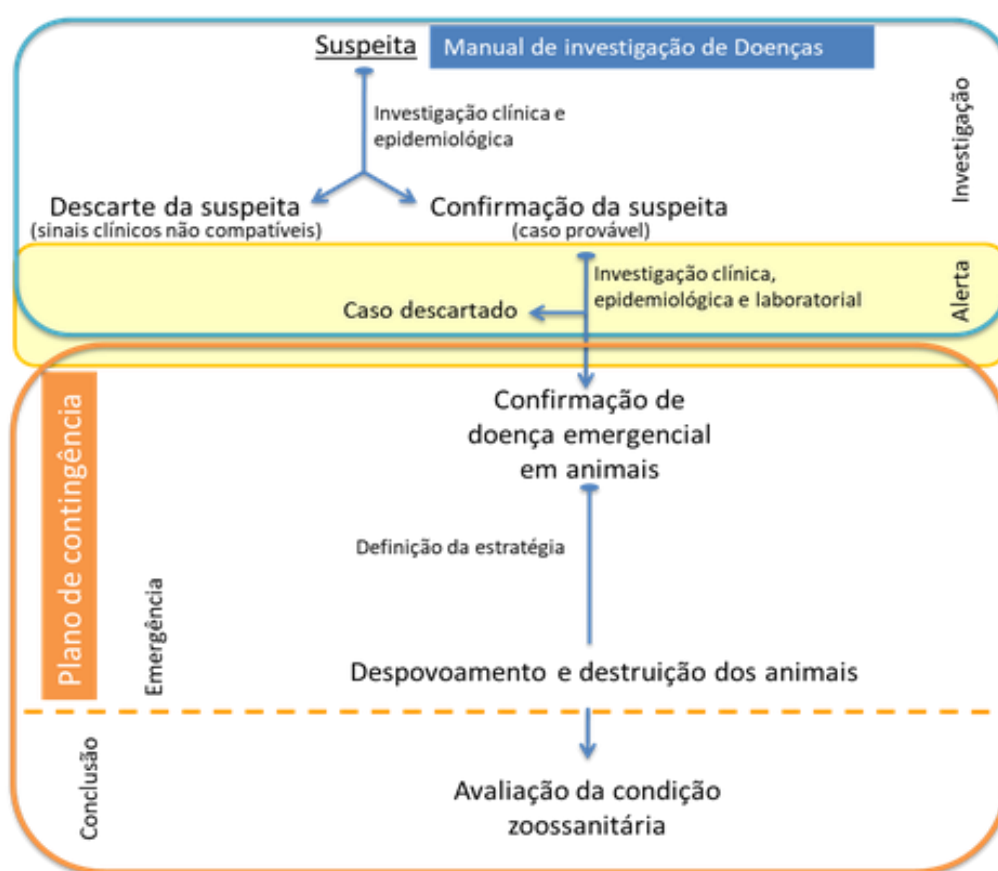 Suspeita
Manual de investigação de Doenças
Investigação clínica e
epidemiológica
Investigação
Descarte da suspeita
(sinais clínicos não compatíveis)
Confirmação da suspeita
(caso provável)
Investigação clínica,
epidemiológica e laboratorial
Alerta
Caso descartado
Confirmação de
doença emergencial
em animais
Plano de contingência
Definição da estratégia
Emergência
Despovoamento e destruição dos animais
Conclusão
Avaliação da condição
zoossanitária